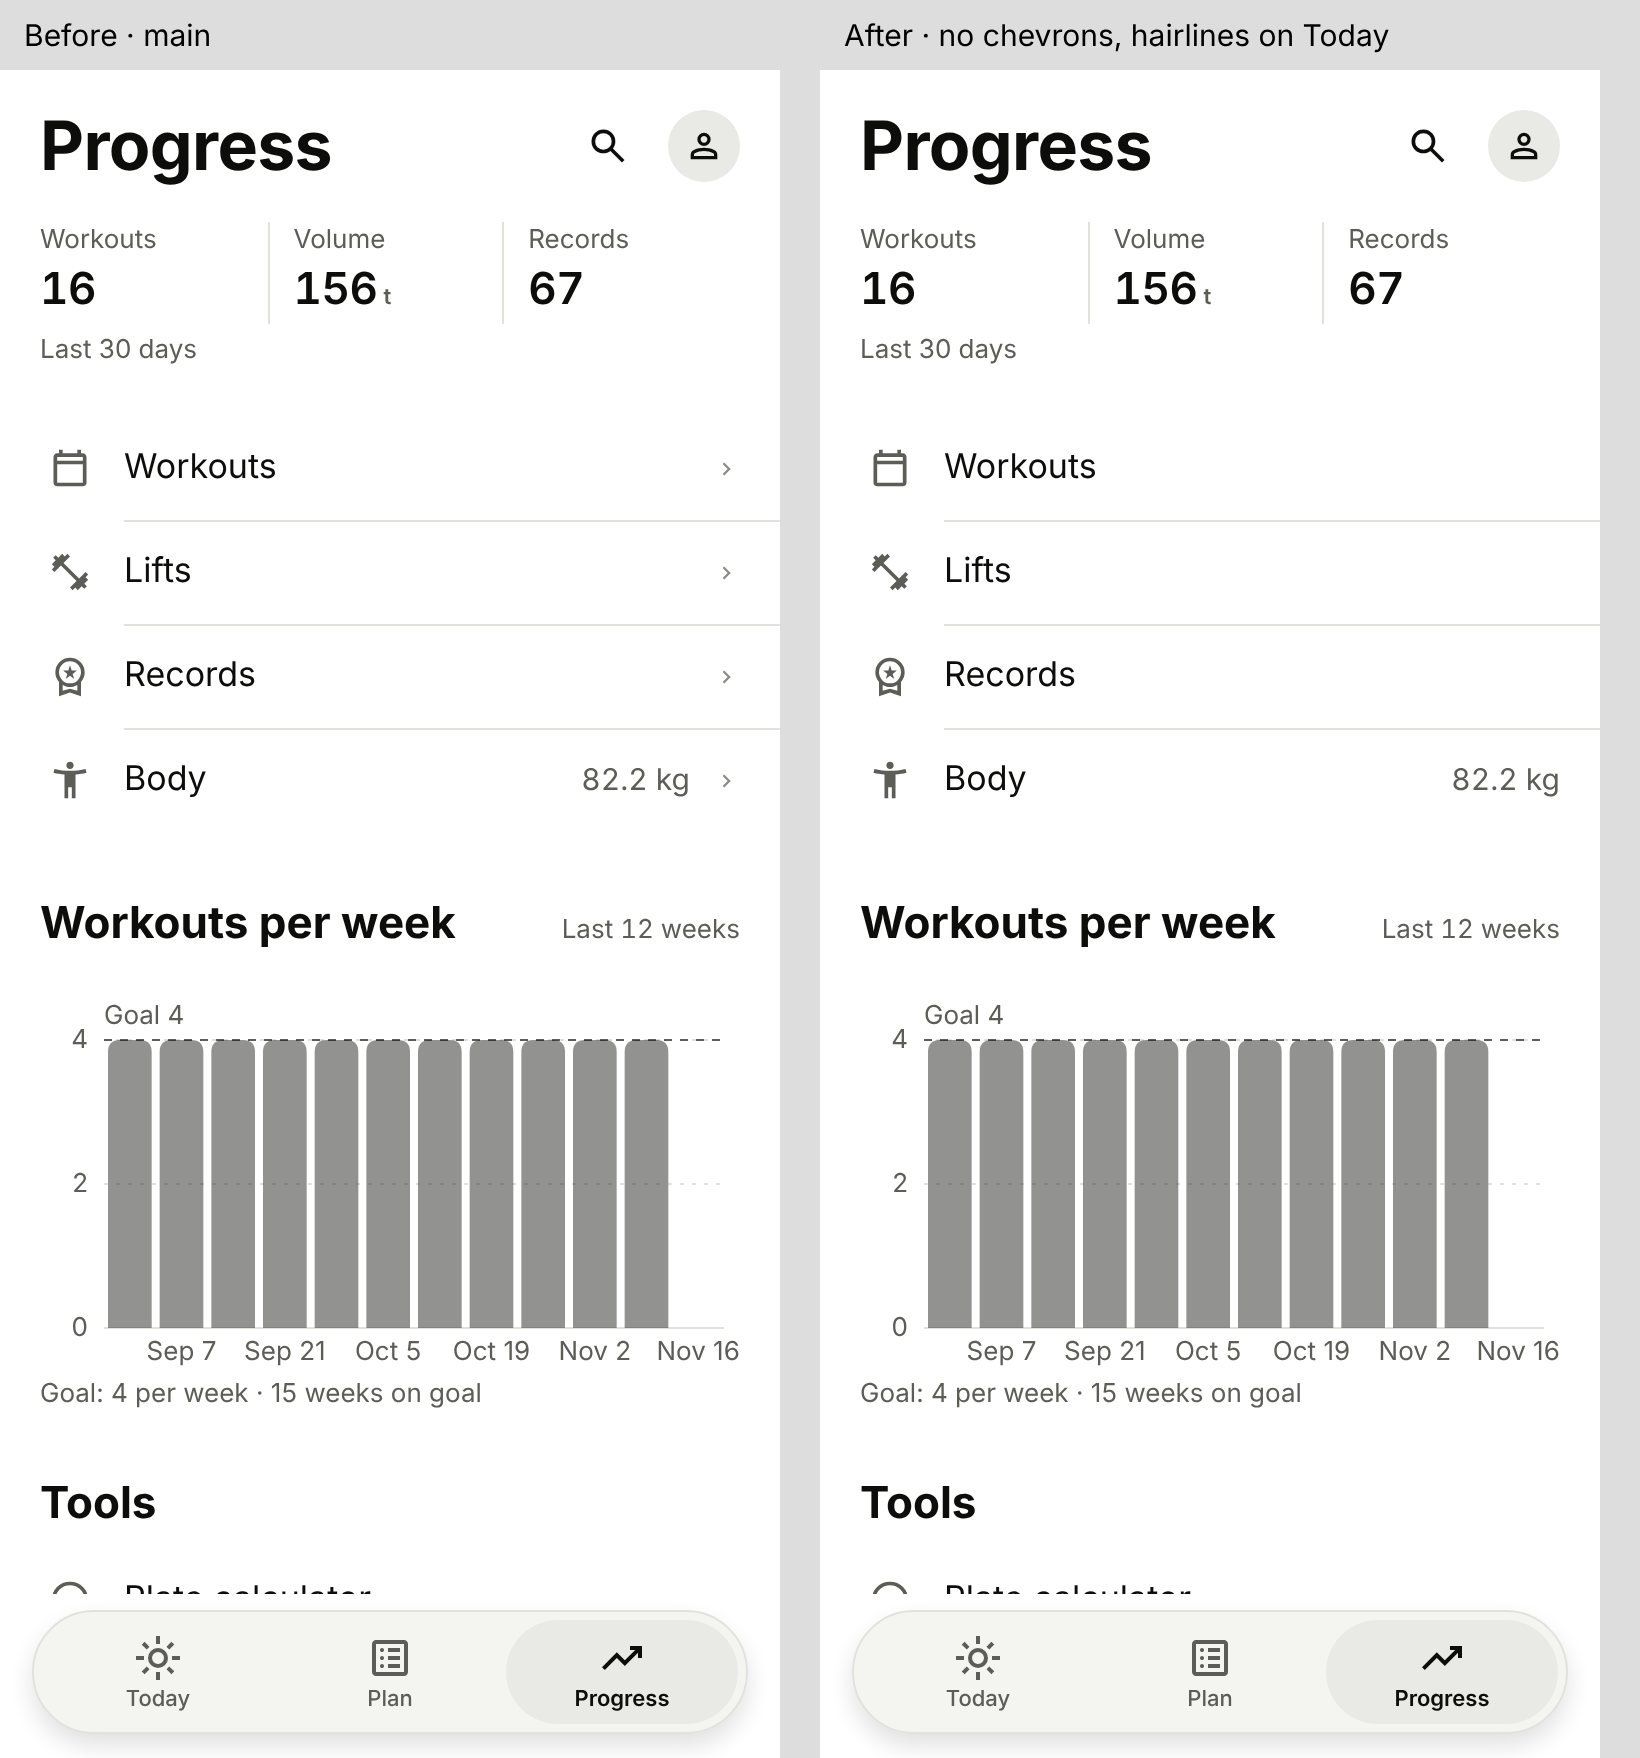 Before · main
Progress
Workouts Volume Records
16 156 t 67
Last 30 days
Workouts
Lifts
Records
Body 82.2 kg
Workouts per week Last 12 weeks
Goal 4
4
2
0
Sep 7 Sep 21 Oct 5 Oct 19 Nov 2 Nov 16
Goal: 4 per week · 15 weeks on goal
Tools
Plate calculator
Today Plan Progress
After · no chevrons, hairlines on Today
Progress
Workouts Volume Records
16 156 t 67
Last 30 days
Workouts
Lifts
Records
Body 82.2 kg
Workouts per week Last 12 weeks
Goal 4
4
2
0
Sep 7 Sep 21 Oct 5 Oct 19 Nov 2 Nov 16
Goal: 4 per week · 15 weeks on goal
Tools
Plate calculator
Today Plan Progress